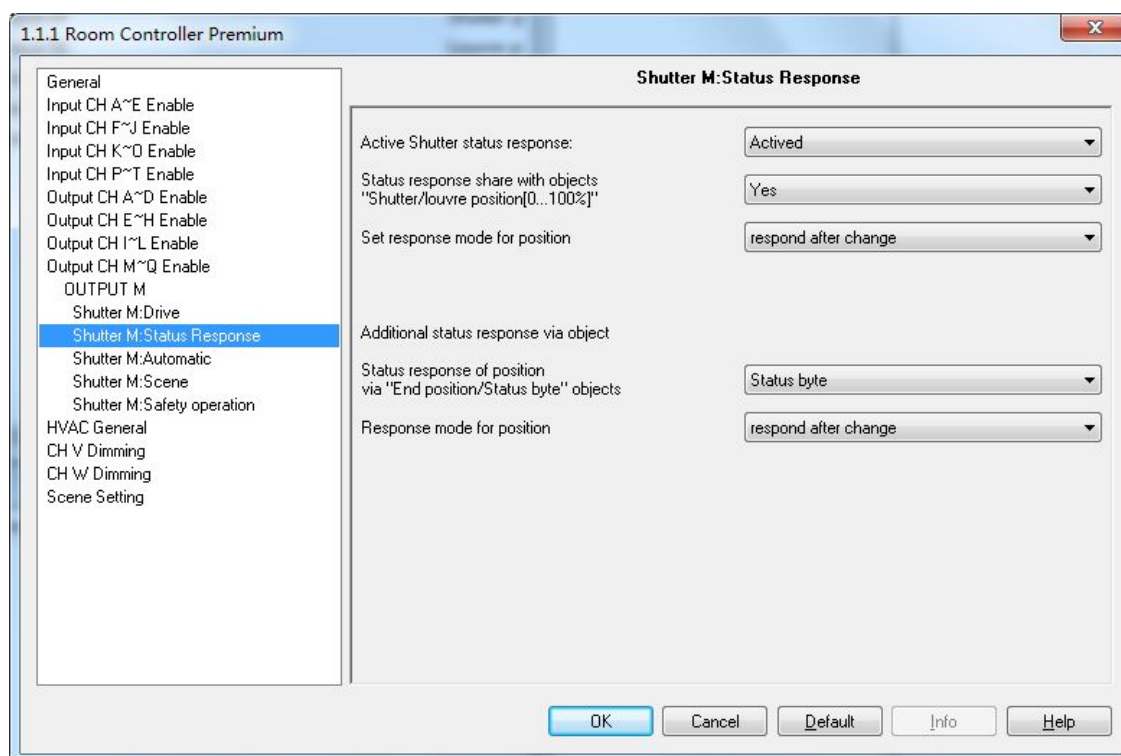 1.1.1 Room Controller Premium
General
Input CH A~E Enable
Input CH F~J Enable
Input CH K~O Enable
Input CH P~T Enable
Output CH A~D Enable
Output CH E~H Enable
Output CH I~L Enable
Output CH M~Q Enable
OUTPUT M
Shutter M:Drive
Shutter M:Status Response
Shutter M:Automatic
Shutter M:Scene
Shutter M:Safety operation
HVAC General
CH V Dimming
CH W Dimming
Scene Setting
Shutter M:Status Response
Active Shutter status response: Actived
Status response share with objects
"Shutter/louvre position[0...100%]" Yes
Set response mode for position respond after change
Additional status response via object
Status response of position
via "End position/Status byte" objects Status byte
Response mode for position respond after change
OK Cancel Default Info Help